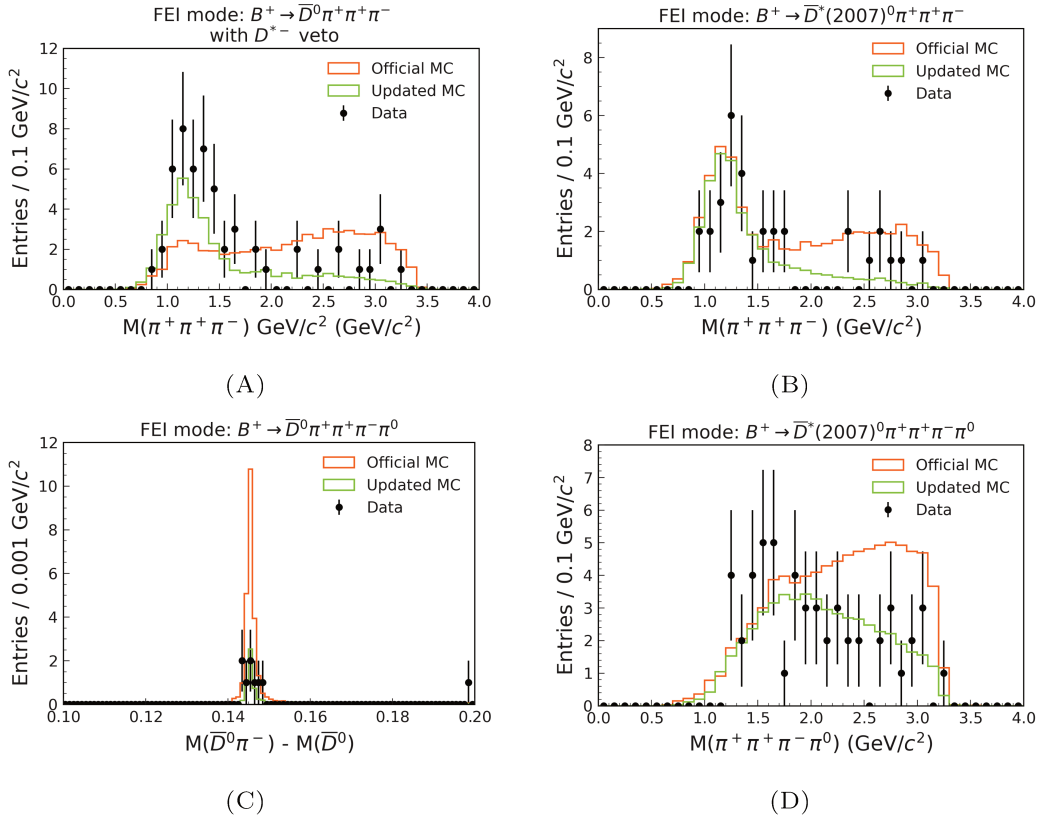 FEI mode: B⁺ → D̅⁰π⁺π⁺π⁻
with D*⁻ veto
12
10
8
6
4
2
0
Entries / 0.1 GeV/c²
Official MC
Updated MC
Data
0.0 0.5 1.0 1.5 2.0 2.5 3.0 3.5 4.0
M(π⁺π⁺π⁻) GeV/c² (GeV/c²)
(A)
FEI mode: B⁺ → D̅*(2007)⁰π⁺π⁺π⁻
8
6
4
2
0
Entries / 0.1 GeV/c²
Official MC
Updated MC
Data
0.0 0.5 1.0 1.5 2.0 2.5 3.0 3.5 4.0
M(π⁺π⁺π⁻) (GeV/c²)
(B)
FEI mode: B⁺ → D̅⁰π⁺π⁺π⁻π⁰
12
10
8
6
4
2
0
Entries / 0.001 GeV/c²
Official MC
Updated MC
Data
0.10 0.12 0.14 0.16 0.18 0.20
M(D̅⁰π⁻) - M(D̅⁰)
(C)
FEI mode: B⁺ → D̅*(2007)⁰π⁺π⁺π⁻π⁰
8
7
6
5
4
3
2
1
0
Entries / 0.1 GeV/c²
Official MC
Updated MC
Data
0.0 0.5 1.0 1.5 2.0 2.5 3.0 3.5 4.0
M(π⁺π⁺π⁻π⁰) (GeV/c²)
(D)